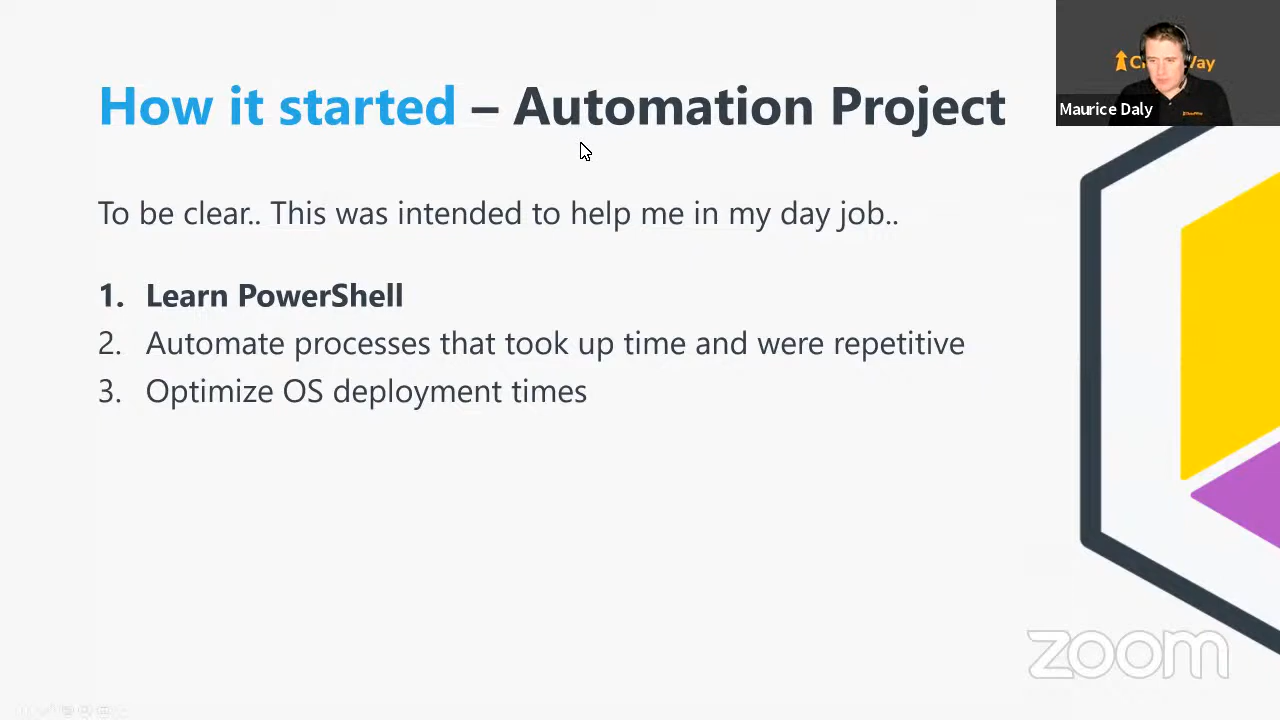 How it started – Automation Project
Maurice Daly
To be clear.. This was intended to help me in my day job..
1. Learn PowerShell
2. Automate processes that took up time and were repetitive
3. Optimize OS deployment times
zoom